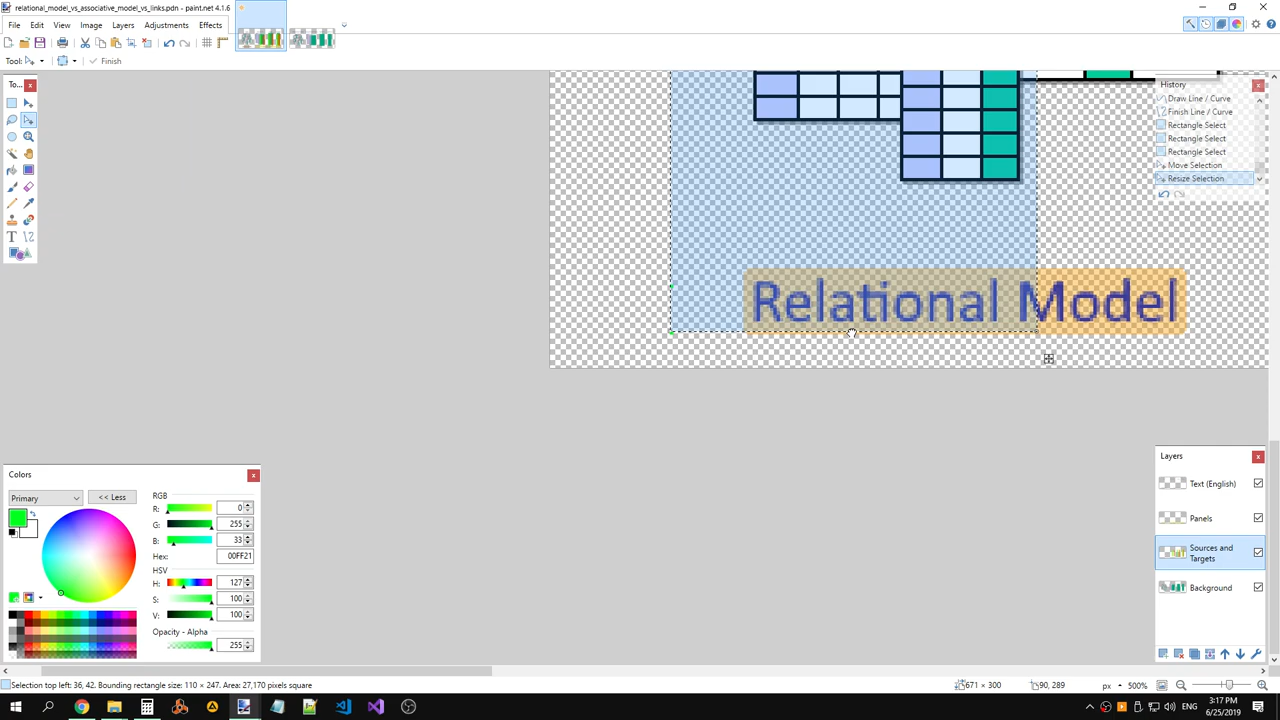 relational_model_vs_associative_model_vs_links.pdn - paint.net 4.1.6
File Edit View Image Layers Adjustments Effects
Tool: Finish
To... x
History x
Draw Line / Curve
Finish Line / Curve
Rectangle Select
Rectangle Select
Rectangle Select
Move Selection
Resize Selection
Relational Model
Layers x
Text (English)
Panels
Sources and
Targets
Background
Colors x
Primary << Less
RGB
R: 0
G: 255
B: 33
Hex: 00FF21
HSV
H: 127
S: 100
V: 100
Opacity - Alpha
255
Selection top left: 36, 42. Bounding rectangle size: 110 × 247. Area: 27,170 pixels square
671 × 300
90, 289
px
500%
ENG
3:17 PM
6/25/2019